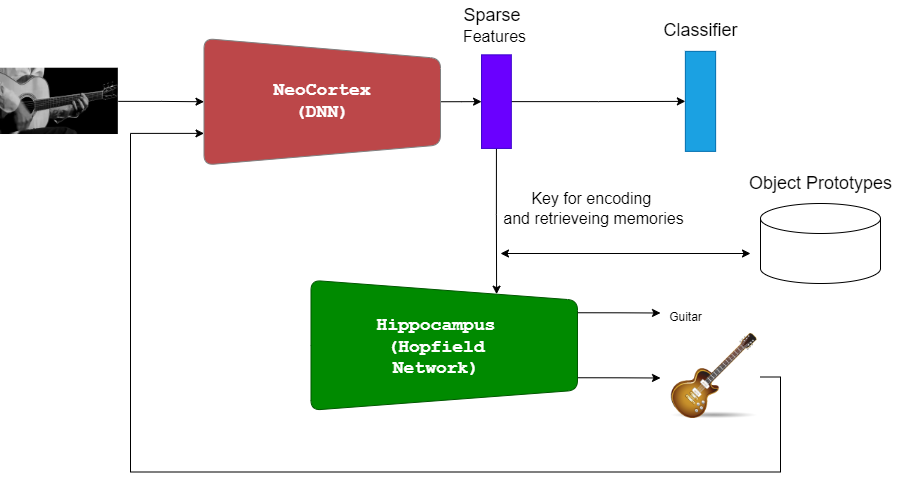 Sparse
Features
Classifier
NeoCortex
(DNN)
Object Prototypes
Key for encoding
and retrieveing memories
Hippocampus
(Hopfield
Network)
Guitar